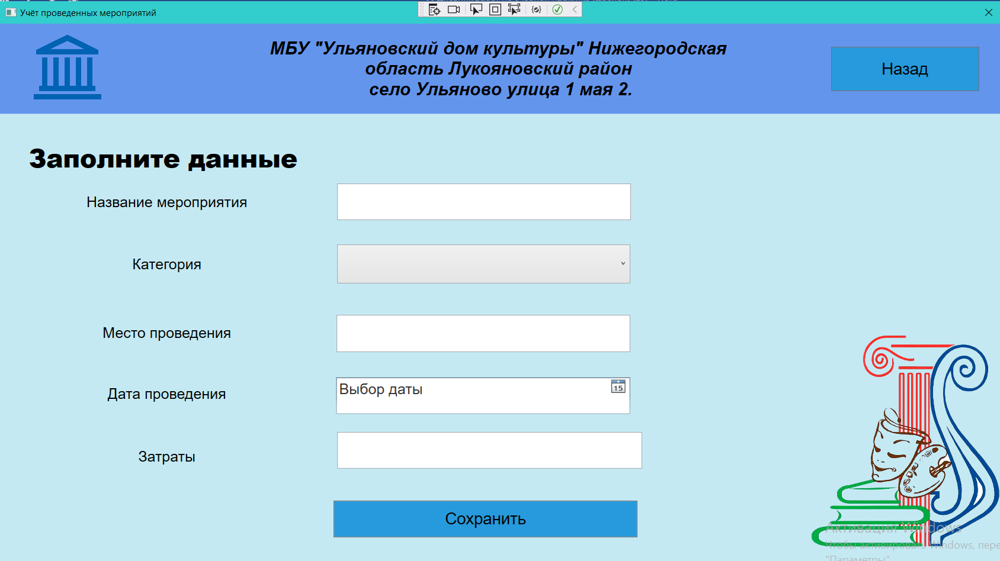 Учёт проведенных мероприятий
МБУ "Ульяновский дом культуры" Нижегородская
область Лукояновский район
село Ульяново улица 1 мая 2.
Назад
Заполните данные
Название мероприятия
Категория
Место проведения
Дата проведения
Выбор даты
15
Затраты
Сохранить
Активация Windows
Чтобы активировать Windows, пере
"Параметры".